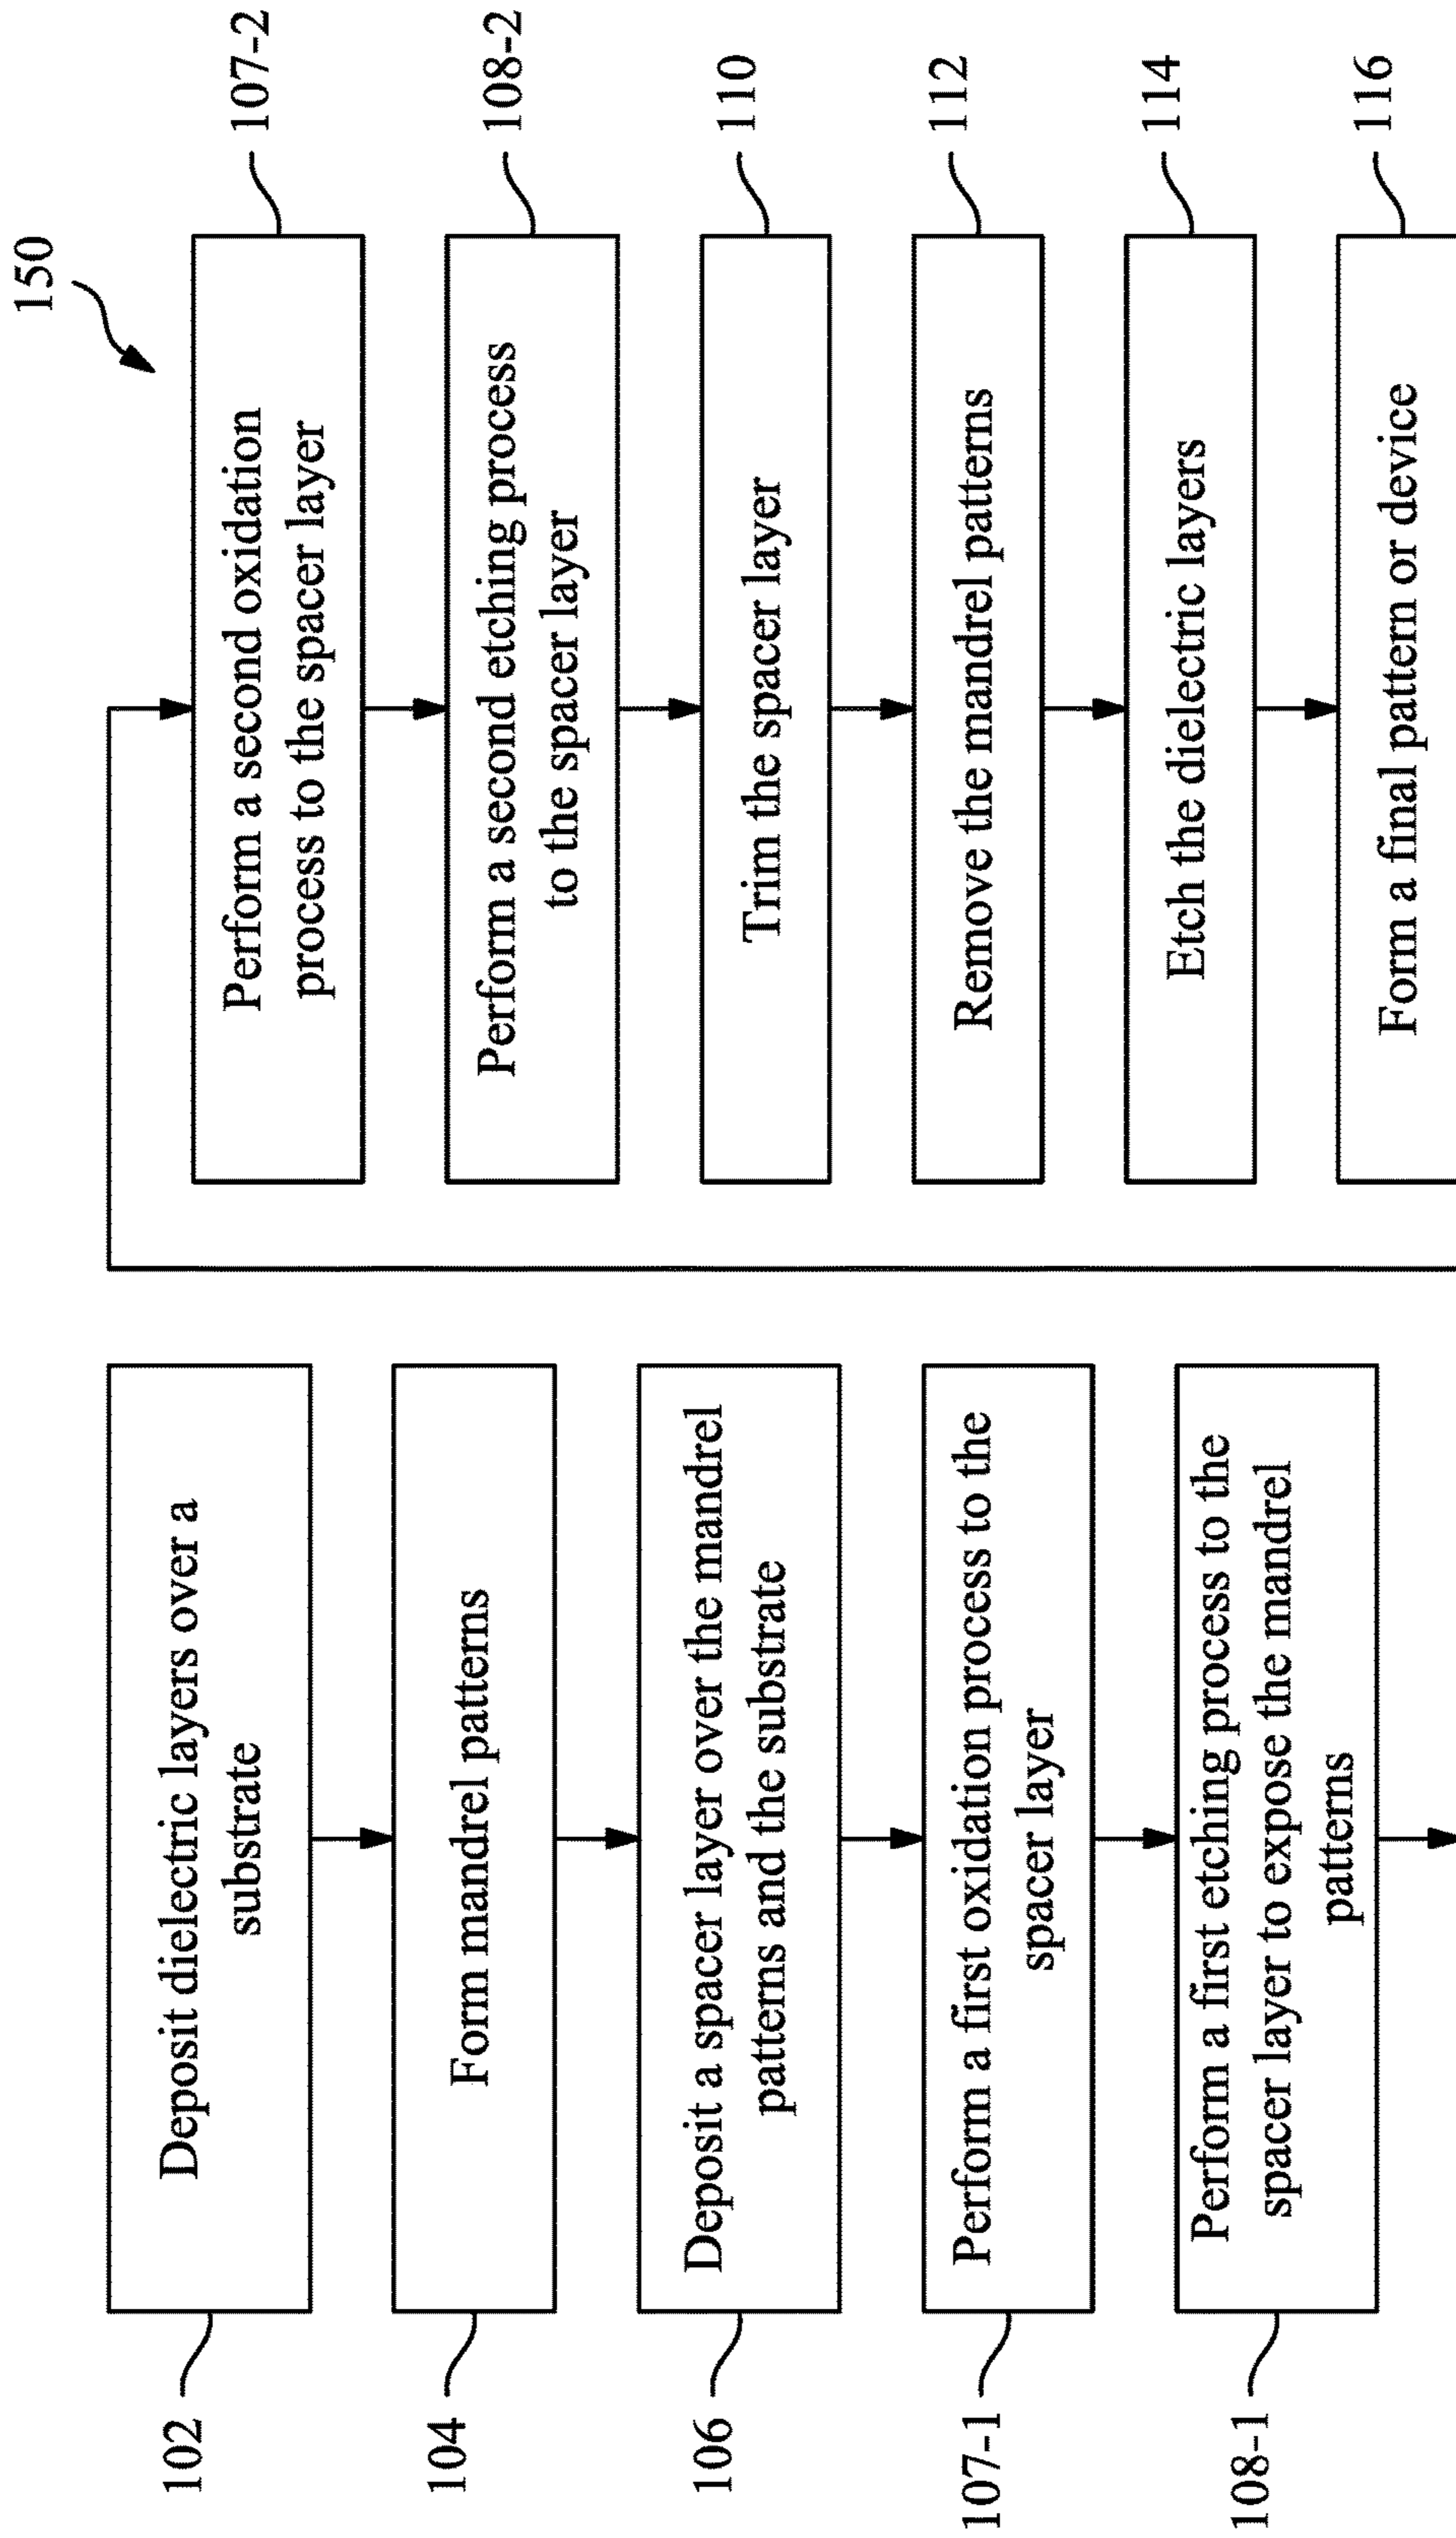 150
102
Deposit dielectric layers over a
substrate
104
Form mandrel patterns
106
Deposit a spacer layer over the mandrel
patterns and the substrate
107-1
Perform a first oxidation process to the
spacer layer
108-1
Perform a first etching process to the
spacer layer to expose the mandrel
patterns
Perform a second oxidation
process to the spacer layer
107-2
Perform a second etching process
to the spacer layer
108-2
Trim the spacer layer
110
Remove the mandrel patterns
112
Etch the dielectric layers
114
Form a final pattern or device
116